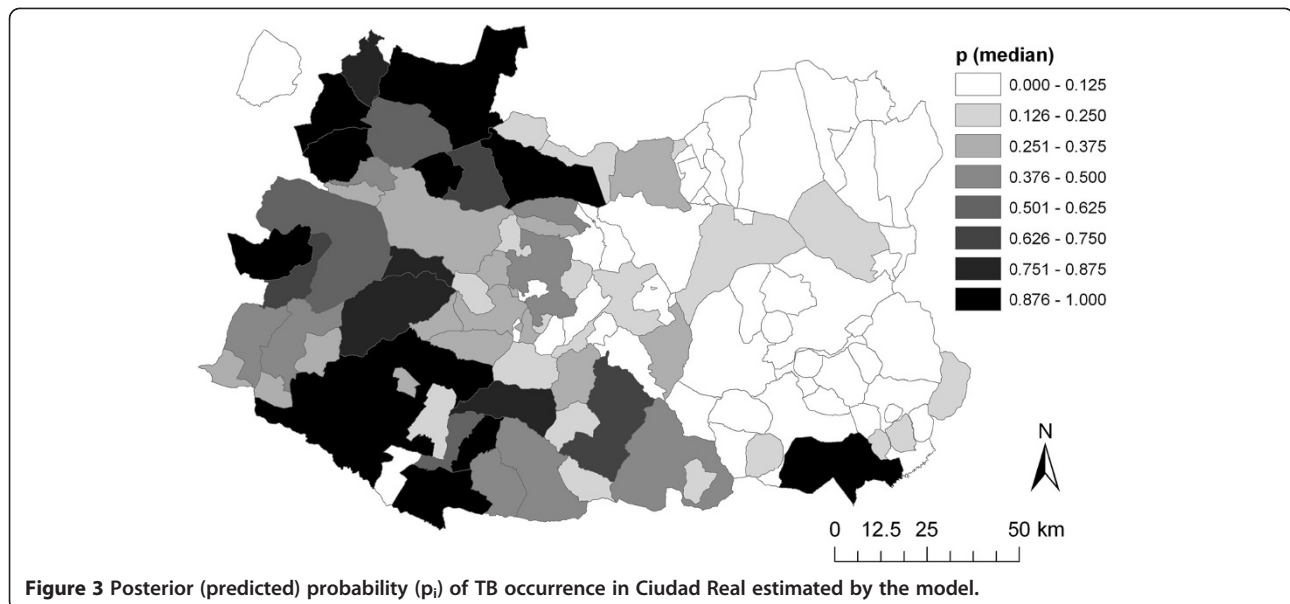 p (median)
0.000 - 0.125
0.126 - 0.250
0.251 - 0.375
0.376 - 0.500
0.501 - 0.625
0.626 - 0.750
0.751 - 0.875
0.876 - 1.000
N
0 12.5 25 50 km
Figure 3 Posterior (predicted) probability (pi) of TB occurrence in Ciudad Real estimated by the model.